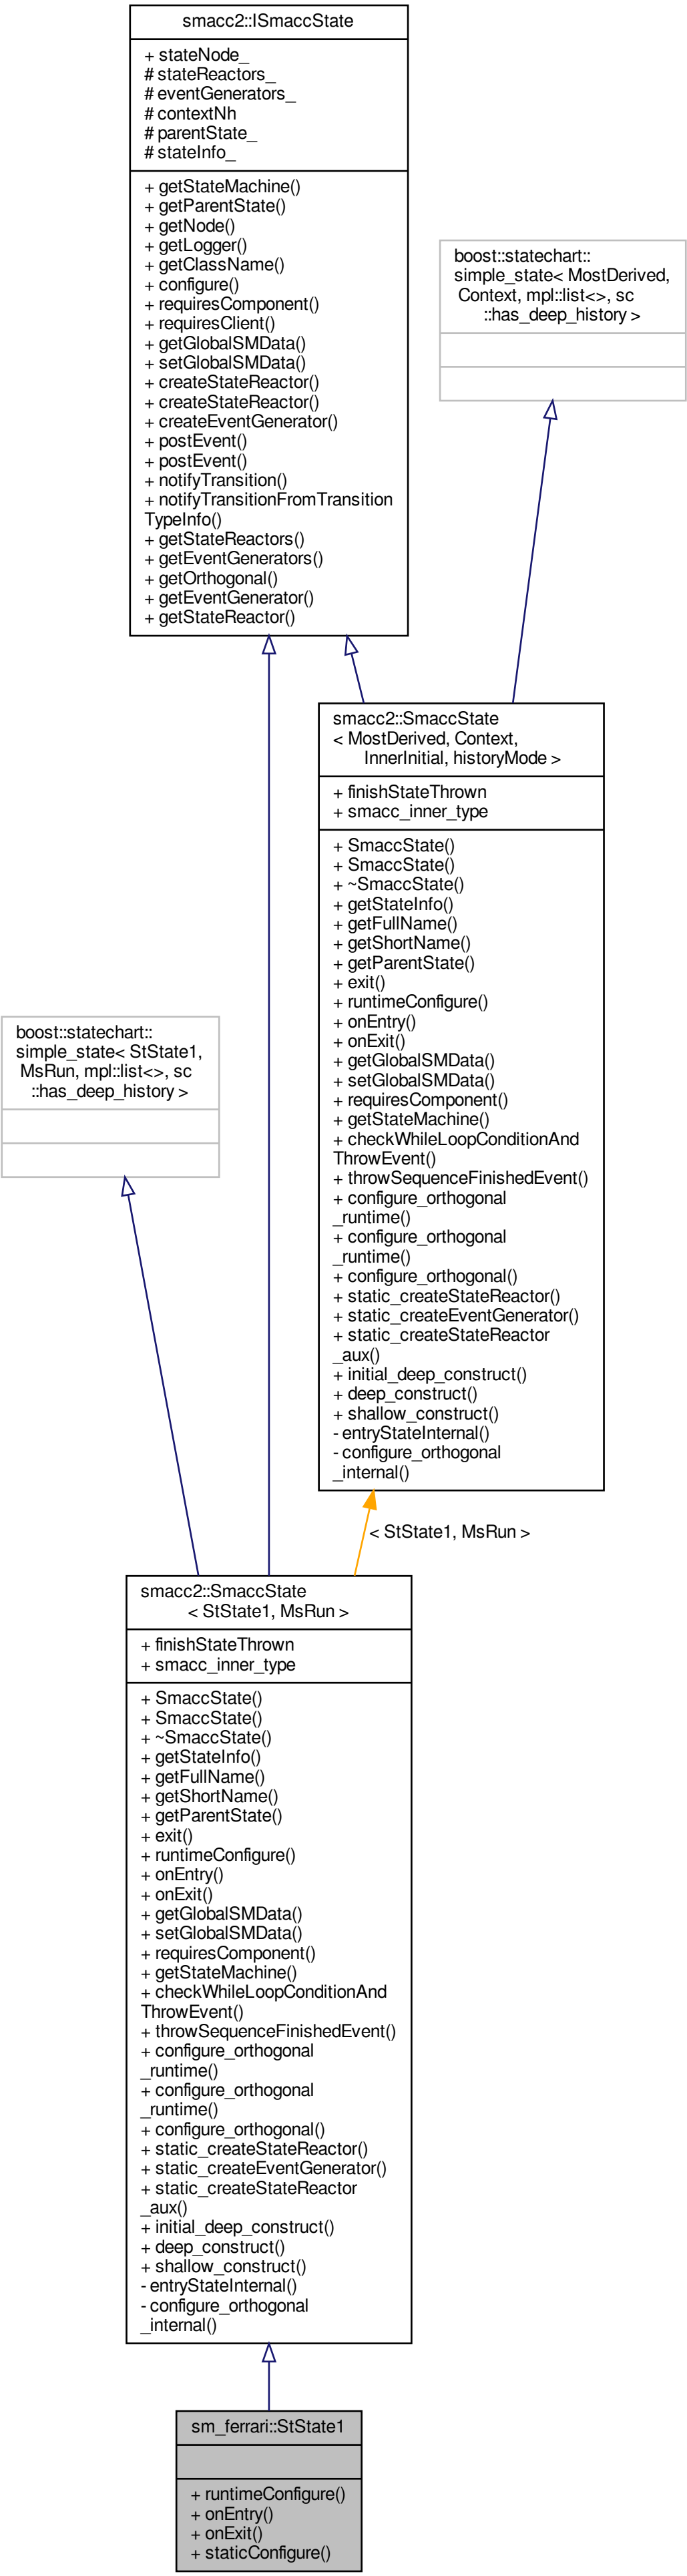 smacc2::ISmaccState
+ stateNode_
# stateReactors_
# eventGenerators_
# contextNh
# parentState_
# stateInfo_
+ getStateMachine()
+ getParentState()
+ getNode()
+ getLogger()
+ getClassName()
+ configure()
+ requiresComponent()
+ requiresClient()
+ getGlobalSMData()
+ setGlobalSMData()
+ createStateReactor()
+ createStateReactor()
+ createEventGenerator()
+ postEvent()
+ postEvent()
+ notifyTransition()
+ notifyTransitionFromTransition
TypeInfo()
+ getStateReactors()
+ getEventGenerators()
+ getOrthogonal()
+ getEventGenerator()
+ getStateReactor()
boost::statechart::
simple_state< MostDerived,
Context, mpl::list<>, sc
::has_deep_history >
smacc2::SmaccState
< MostDerived, Context,
InnerInitial, historyMode >
+ finishStateThrown
+ smacc_inner_type
+ SmaccState()
+ SmaccState()
+ ~SmaccState()
+ getStateInfo()
+ getFullName()
+ getShortName()
+ getParentState()
+ exit()
+ runtimeConfigure()
+ onEntry()
+ onExit()
+ getGlobalSMData()
+ setGlobalSMData()
+ requiresComponent()
+ getStateMachine()
+ checkWhileLoopConditionAnd
ThrowEvent()
+ throwSequenceFinishedEvent()
+ configure_orthogonal
_runtime()
+ configure_orthogonal
_runtime()
+ configure_orthogonal()
+ static_createStateReactor()
+ static_createEventGenerator()
+ static_createStateReactor
_aux()
+ initial_deep_construct()
+ deep_construct()
+ shallow_construct()
- entryStateInternal()
- configure_orthogonal
_internal()
boost::statechart::
simple_state< StState1,
MsRun, mpl::list<>, sc
::has_deep_history >
< StState1, MsRun >
smacc2::SmaccState
< StState1, MsRun >
+ finishStateThrown
+ smacc_inner_type
+ SmaccState()
+ SmaccState()
+ ~SmaccState()
+ getStateInfo()
+ getFullName()
+ getShortName()
+ getParentState()
+ exit()
+ runtimeConfigure()
+ onEntry()
+ onExit()
+ getGlobalSMData()
+ setGlobalSMData()
+ requiresComponent()
+ getStateMachine()
+ checkWhileLoopConditionAnd
ThrowEvent()
+ throwSequenceFinishedEvent()
+ configure_orthogonal
_runtime()
+ configure_orthogonal
_runtime()
+ configure_orthogonal()
+ static_createStateReactor()
+ static_createEventGenerator()
+ static_createStateReactor
_aux()
+ initial_deep_construct()
+ deep_construct()
+ shallow_construct()
- entryStateInternal()
- configure_orthogonal
_internal()
sm_ferrari::StState1
+ runtimeConfigure()
+ onEntry()
+ onExit()
+ staticConfigure()